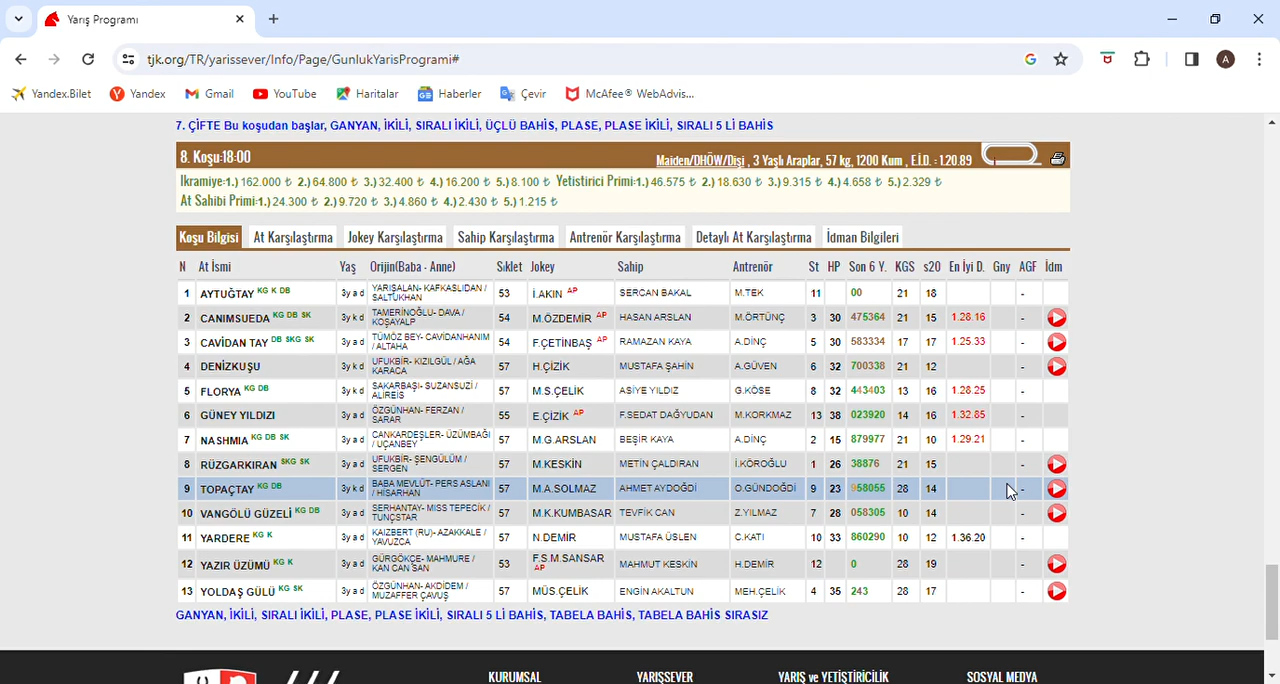 Yarış Programı
tjk.org/TR/yarissever/Info/Page/GunlukYarisProgrami#
A
Yandex.Bilet Yandex Gmail YouTube Haritalar Haberler Çevir McAfee® WebAdvis...
7. ÇİFTE Bu koşudan başlar, GANYAN, İKİLİ, SIRALI İKİLİ, ÜÇLÜ BAHİS, PLASE, PLASE İKİLİ, SIRALI 5 Lİ BAHİS
8. Koşu:18:00 Maiden/DHÖW/Dişi , 3 Yaşlı Araplar, 57 kg, 1200 Kum , E.İ.D. : 1.20.89
İkramiye:1.) 162.000 ₺ 2.) 64.800 ₺ 3.) 32.400 ₺ 4.) 16.200 ₺ 5.) 8.100 ₺ Yetistirici Primi:1.) 46.575 ₺ 2.) 18.630 ₺ 3.) 9.315 ₺ 4.) 4.658 ₺ 5.) 2.329 ₺
At Sahibi Primi:1.) 24.300 ₺ 2.) 9.720 ₺ 3.) 4.860 ₺ 4.) 2.430 ₺ 5.) 1.215 ₺
Koşu Bilgisi At Karşılaştırma Jokey Karşılaştırma Sahip Karşılaştırma Antrenör Karşılaştırma Detaylı At Karşılaştırma İdman Bilgileri
N At İsmi Yaş Orijin(Baba - Anne) Sıklet Jokey Sahip Antrenör St HP Son 6 Y. KGS s20 En İyi D. Gny AGF İdm
1 AYTUĞTAY KG K DB 3y a d YARIŞALAN- KAFKASLIDAN / SALTUKHAN 53 İ.AKIN AP SERCAN BAKAL M.TEK 11 00 21 18 -
2 CANIMSUEDA KG DB SK 3y k d TAMERİNOĞLU- DAVA / KOŞAYALP 54 M.ÖZDEMİR AP HASAN ARSLAN M.ÖRTÜNÇ 3 30 475364 21 15 1.28.16 -
3 CAVİDAN TAY DB SKG SK 3y a d TÜMÖZ BEY- CAVİDANHANIM / ALTAHA 54 F.ÇETİNBAŞ AP RAMAZAN KAYA A.DİNÇ 5 30 583334 17 17 1.25.33 -
4 DENİZKUŞU 3y k d UFUKBİR- KIZILGÜL / AĞA KARACA 57 H.ÇİZİK MUSTAFA ŞAHİN A.GÜVEN 6 32 700338 21 12 -
5 FLORYA KG DB 3y k d SAKARBAŞI- SUZANSUZİ / ALIREİS 57 M.S.ÇELİK ASİYE YILDIZ G.KÖSE 8 32 443403 13 16 1.28.25 -
6 GÜNEY YILDIZI 3y a d ÖZGÜNHAN- FERZAN / SARAR 55 E.ÇİZİK AP F.SEDAT DAĞYUDAN M.KORKMAZ 13 38 023920 14 16 1.32.85 -
7 NASHMIA KG DB SK 3y a d CANKARDEŞLER- ÜZÜMBAĞI / UÇANBEY 57 M.G.ARSLAN BEŞİR KAYA A.DİNÇ 2 15 879977 21 10 1.29.21 -
8 RÜZGARKIRAN SKG SK 3y a d UFUKBİR- ŞENGÜLÜM / SERGEN 57 M.KESKİN METİN ÇALDIRAN İ.KÖROĞLU 1 26 38876 21 15 -
9 TOPAÇTAY KG DB 3y k d BABA MEVLÜT- PERS ASLANI / HISARHAN 57 M.A.SOLMAZ AHMET AYDOĞDİ O.GÜNDOĞDİ 9 23 958055 28 14 -
10 VANGÖLÜ GÜZELİ KG DB 3y a d SERHANTAY- MISS TEPECİK / TUNÇSTAR 57 M.K.KUMBASAR TEVFİK CAN Z.YILMAZ 7 28 058305 10 14 -
11 YARDERE KG K 3y a d KAIZBERT (RU)- AZAKKALE / YAVUZCA 57 N.DEMİR MUSTAFA ÜSLEN C.KATI 10 33 860290 10 12 1.36.20 -
12 YAZIR ÜZÜMÜ KG K 3y a d GÜRGÖKÇE- MAHMURE / KAN CAN SAN 53 F.S.M.SANSAR AP MAHMUT KESKİN H.DEMİR 12 0 28 19 -
13 YOLDAŞ GÜLÜ KG SK 3y a d ÖZGÜNHAN- AKDİDEM / MUZAFFER ÇAVUŞ 57 MÜS.ÇELİK ENGİN AKALTUN MEH.ÇELİK 4 35 243 28 17 -
GANYAN, İKİLİ, SIRALI İKİLİ, PLASE, PLASE İKİLİ, SIRALI 5 Lİ BAHİS, TABELA BAHİS, TABELA BAHİS SIRASIZ
KURUMSAL YARIŞSEVER YARIŞ ve YETİŞTİRİCİLİK SOSYAL MEDYA